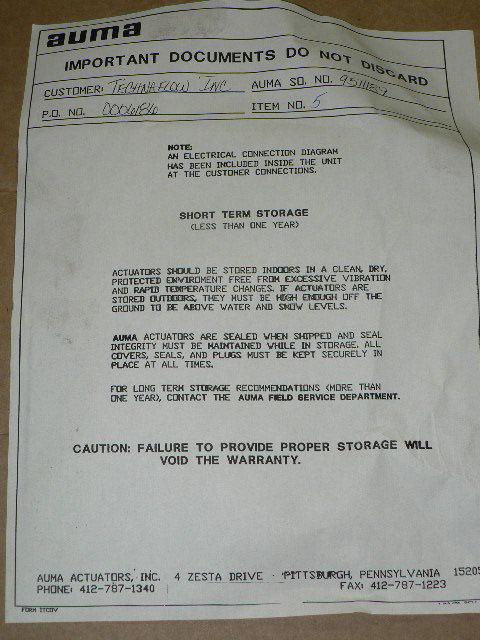 auma
IMPORTANT DOCUMENTS DO NOT DISCARD
CUSTOMER: TECHNAFLOW INC. AUMA SO. NO.
P.O. NO. ITEM NO. 5
NOTE:
AN ELECTRICAL CONNECTION DIAGRAM
HAS BEEN INCLUDED INSIDE THE UNIT
AT THE CUSTOMER CONNECTIONS.
SHORT TERM STORAGE
(LESS THAN ONE YEAR)
ACTUATORS SHOULD BE STORED INDOORS IN A CLEAN, DRY,
PROTECTED ENVIROMENT FREE FROM EXCESSIVE VIBRATION
AND RAPID TEMPERATURE CHANGES. IF ACTUATORS ARE
STORED OUTDOORS, THEY MUST BE HIGH ENOUGH OFF THE
GROUND TO BE ABOVE WATER AND SNOW LEVELS.
AUMA ACTUATORS ARE SEALED WHEN SHIPPED AND SEAL
INTEGRITY MUST BE MAINTAINED WHILE IN STORAGE. ALL
COVERS, SEALS, AND PLUGS MUST BE KEPT SECURELY IN
PLACE AT ALL TIMES.
FOR LONG TERM STORAGE RECOMMENDATIONS (MORE THAN
ONE YEAR), CONTACT THE AUMA FIELD SERVICE DEPARTMENT.
CAUTION: FAILURE TO PROVIDE PROPER STORAGE WILL
VOID THE WARRANTY.
AUMA ACTUATORS, INC. 4 ZESTA DRIVE · PITTSBURGH, PENNSYLVANIA 15205
PHONE: 412-787-1340 FAX: 412-787-1223